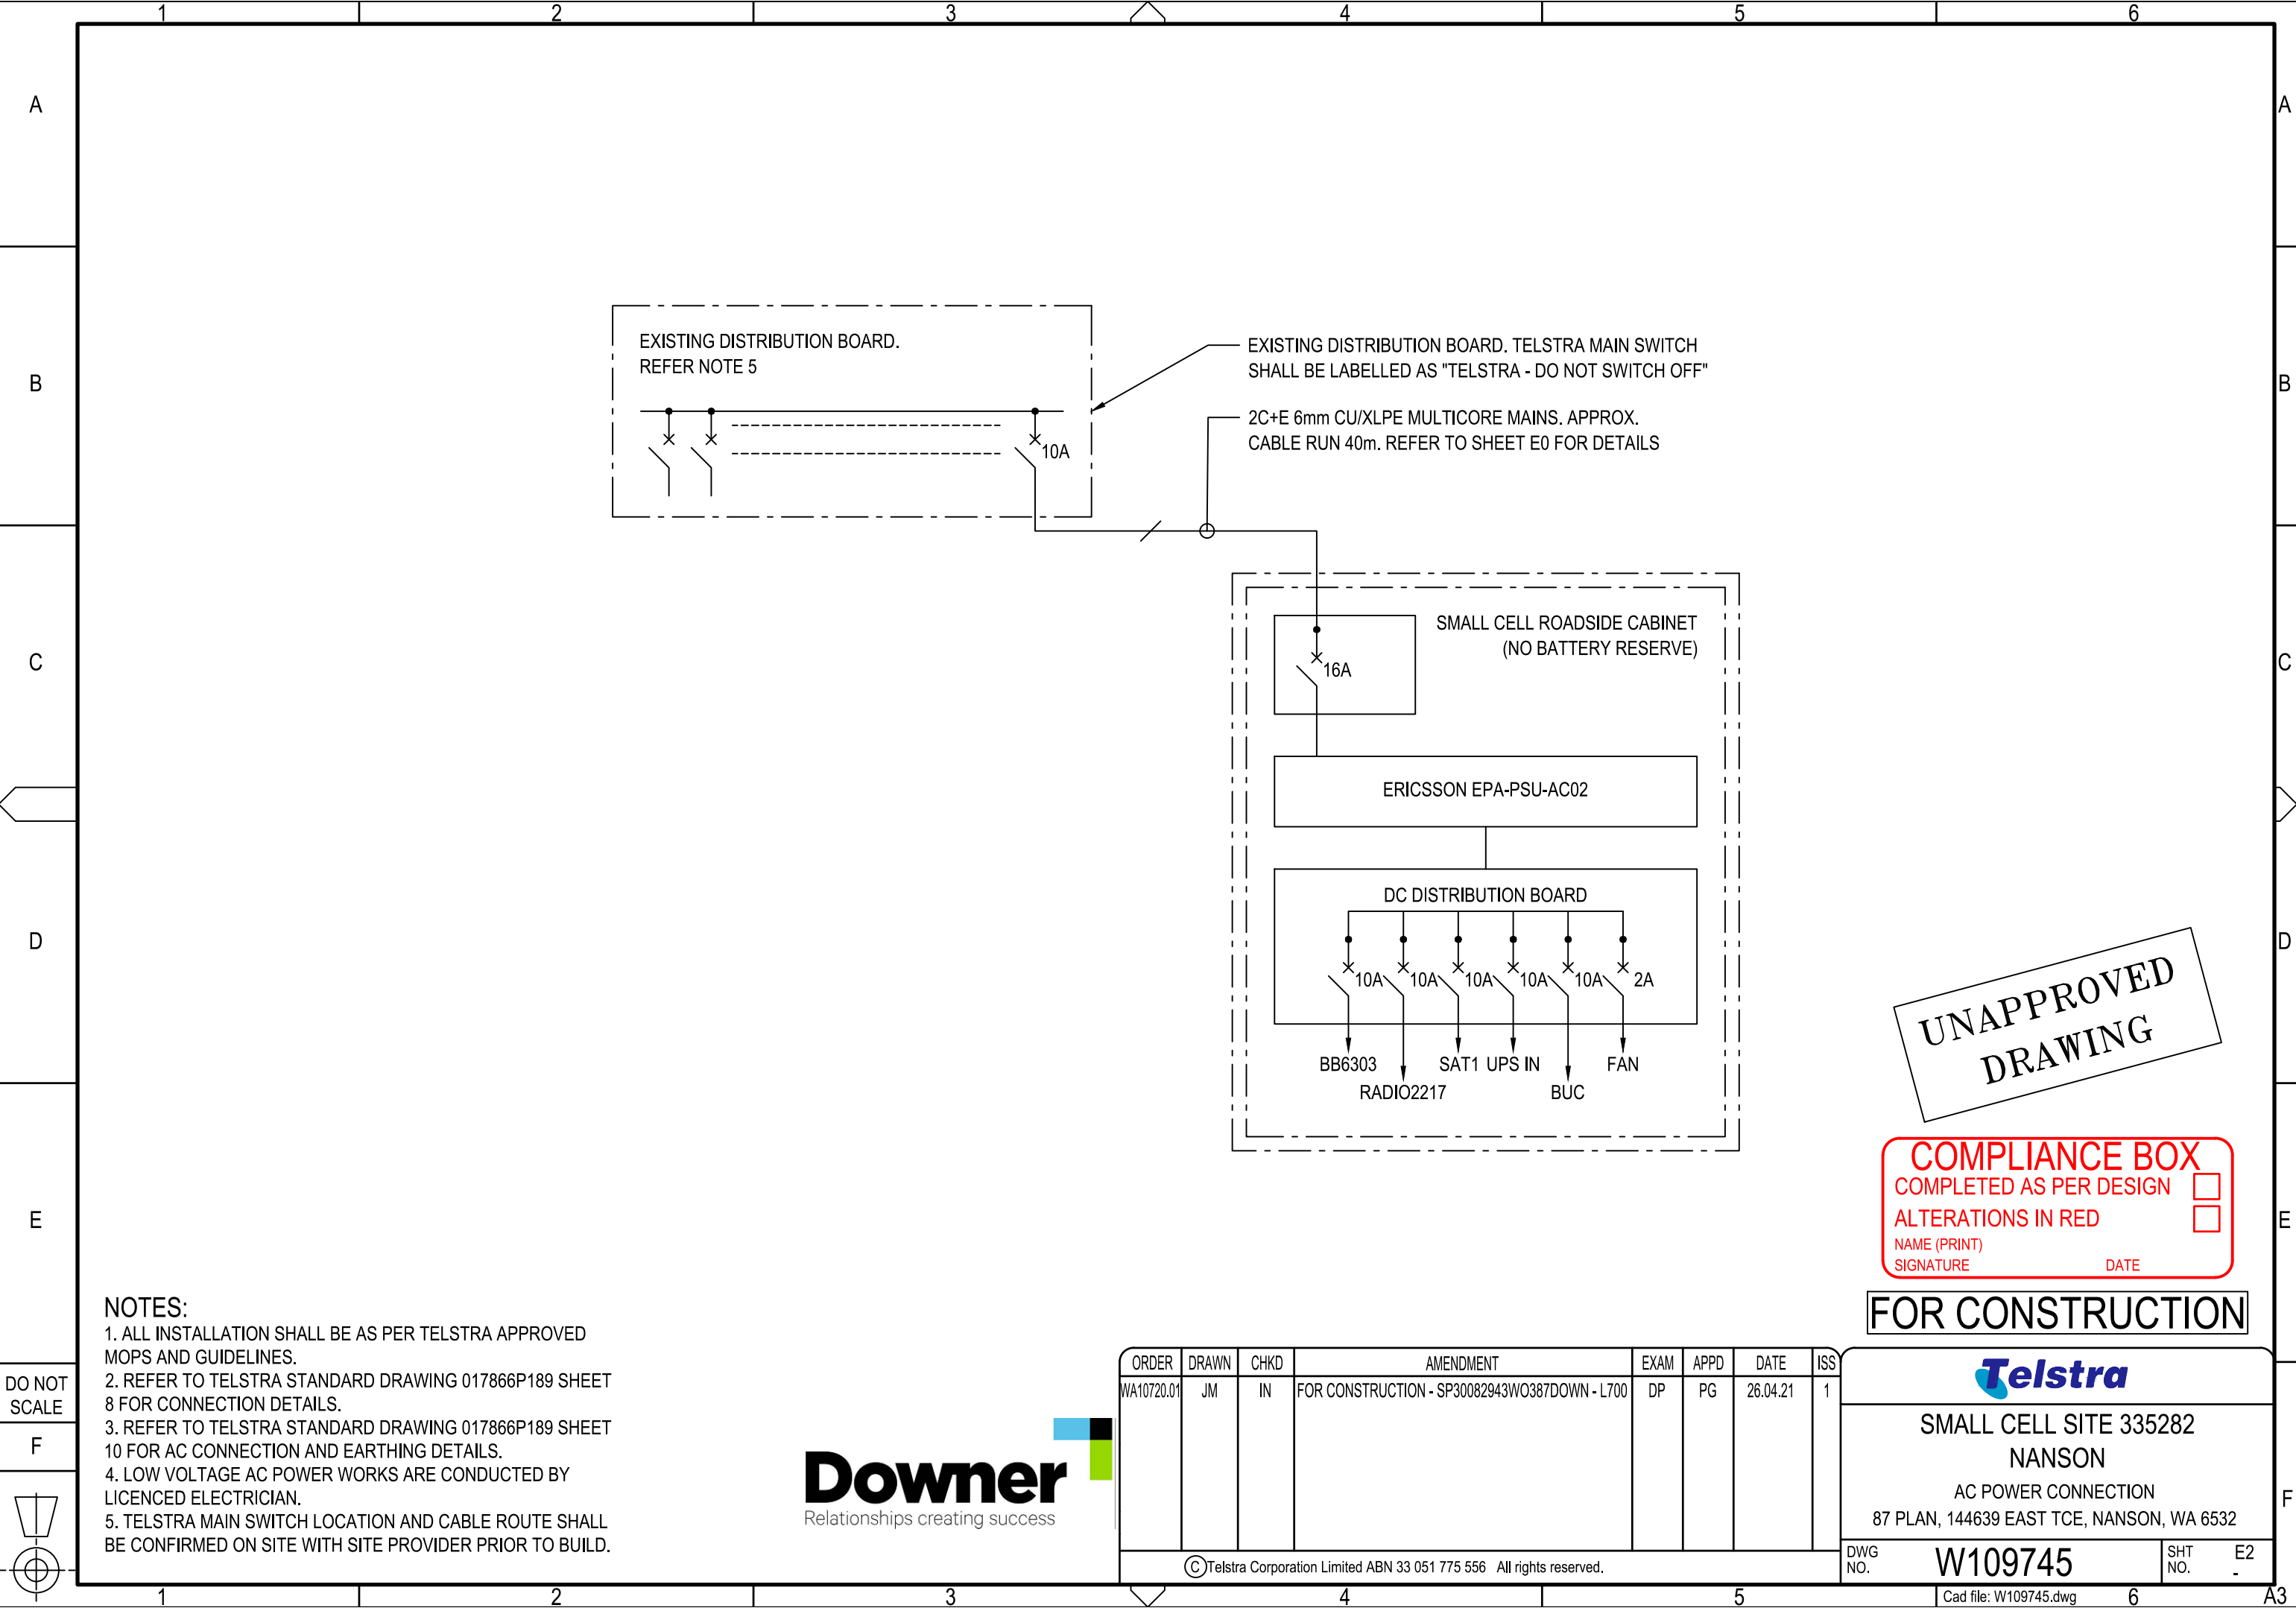 1 2 3 4 5 6
A A
B B
C C
D D
E E
F F
EXISTING DISTRIBUTION BOARD.
REFER NOTE 5
10A
EXISTING DISTRIBUTION BOARD. TELSTRA MAIN SWITCH
SHALL BE LABELLED AS "TELSTRA - DO NOT SWITCH OFF"
2C+E 6mm CU/XLPE MULTICORE MAINS. APPROX.
CABLE RUN 40m. REFER TO SHEET E0 FOR DETAILS
SMALL CELL ROADSIDE CABINET
(NO BATTERY RESERVE)
16A
ERICSSON EPA-PSU-AC02
DC DISTRIBUTION BOARD
10A 10A 10A 10A 10A 2A
BB6303 SAT1 UPS IN FAN
RADIO2217 BUC
UNAPPROVED
DRAWING
COMPLIANCE BOX
COMPLETED AS PER DESIGN
ALTERATIONS IN RED
NAME (PRINT)
SIGNATURE DATE
FOR CONSTRUCTION
NOTES:
1. ALL INSTALLATION SHALL BE AS PER TELSTRA APPROVED
MOPS AND GUIDELINES.
2. REFER TO TELSTRA STANDARD DRAWING 017866P189 SHEET
8 FOR CONNECTION DETAILS.
3. REFER TO TELSTRA STANDARD DRAWING 017866P189 SHEET
10 FOR AC CONNECTION AND EARTHING DETAILS.
4. LOW VOLTAGE AC POWER WORKS ARE CONDUCTED BY
LICENCED ELECTRICIAN.
5. TELSTRA MAIN SWITCH LOCATION AND CABLE ROUTE SHALL
BE CONFIRMED ON SITE WITH SITE PROVIDER PRIOR TO BUILD.
DO NOT
SCALE
Downer
Relationships creating success
ORDER DRAWN CHKD AMENDMENT EXAM APPD DATE ISS
WA10720.01 JM IN FOR CONSTRUCTION - SP30082943WO387DOWN - L700 DP PG 26.04.21 1
© Telstra Corporation Limited ABN 33 051 775 556 All rights reserved.
Telstra
SMALL CELL SITE 335282
NANSON
AC POWER CONNECTION
87 PLAN, 144639 EAST TCE, NANSON, WA 6532
DWG
NO.
W109745
SHT
NO.
E2
-
Cad file: W109745.dwg
1 2 3 4 5 6
A3